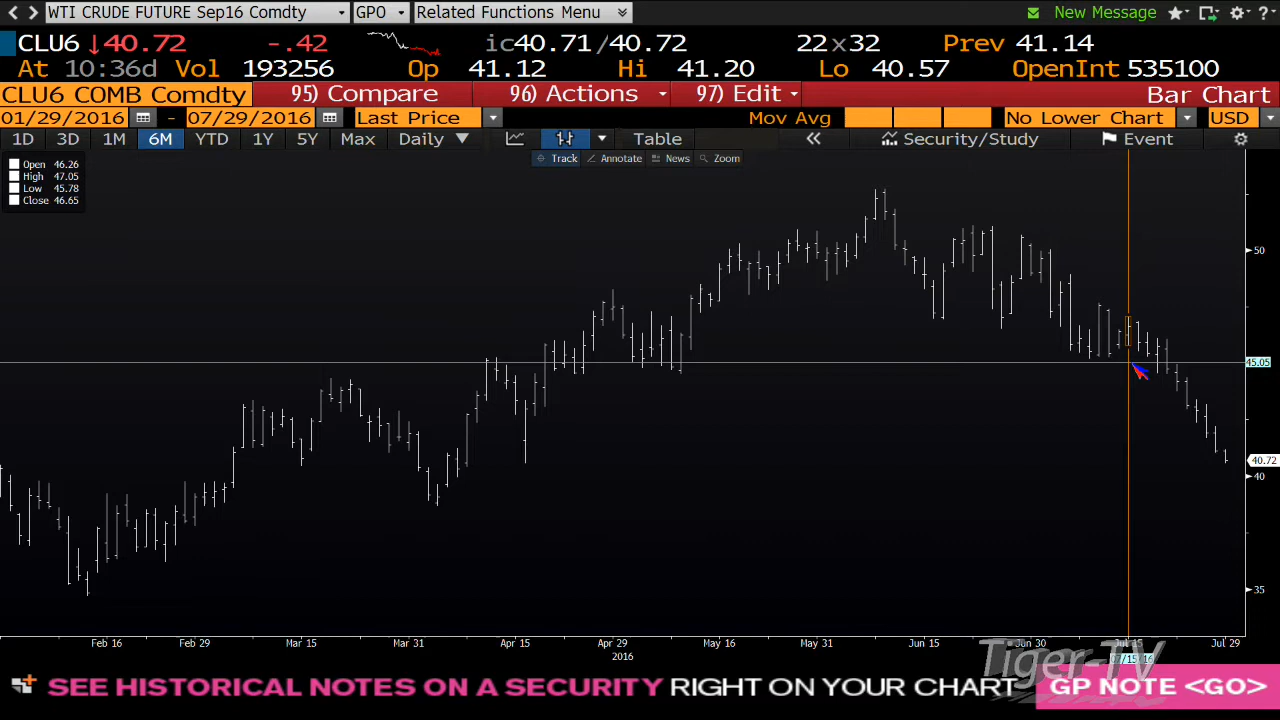 WTI CRUDE FUTURE Sep16 Comdty GPO Related Functions Menu New Message
CLU6 ↓40.72 -.42 ic40.71/40.72 22x32 Prev 41.14
At 10:36d Vol 193256 Op 41.12 Hi 41.20 Lo 40.57 OpenInt 535100
CLU6 COMB Comdty 95) Compare 96) Actions 97) Edit Bar Chart
01/29/2016 - 07/29/2016 Last Price Mov Avg No Lower Chart USD
1D 3D 1M 6M YTD 1Y 5Y Max Daily Table Security/Study Event
Track Annotate News Zoom
Open 46.26
High 47.05
Low 45.78
Close 46.65
50
45.05
40.72
40
35
Feb 16 Feb 29 Mar 15 Mar 31 Apr 15 Apr 29 May 16 May 31 Jun 15 Jun 30 Jul 15 Jul 29
2016 07/15/16
Tiger-TV
SEE HISTORICAL NOTES ON A SECURITY RIGHT ON YOUR CHART GP NOTE <GO>